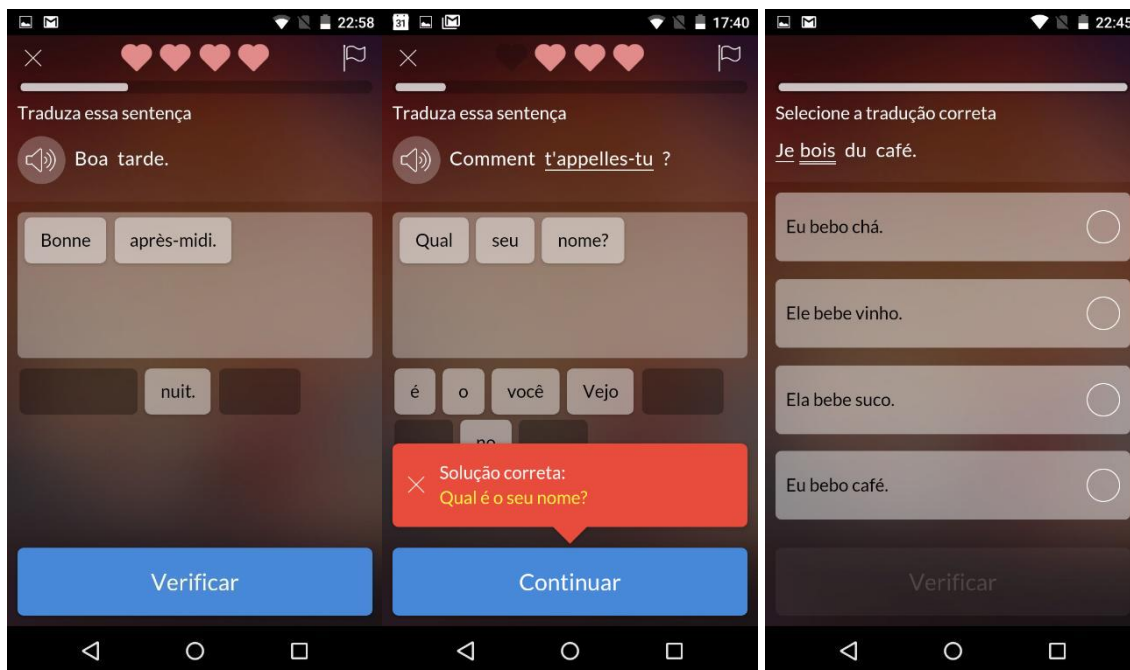 22:58
Traduza essa sentença
Boa tarde.
Bonne après-midi.
nuit.
Verificar
31 17:40
Traduza essa sentença
Comment t'appelles-tu ?
Qual seu nome?
é o você Vejo
no
Solução correta:
Qual é o seu nome?
Continuar
22:45
Selecione a tradução correta
Je bois du café.
Eu bebo chá.
Ele bebe vinho.
Ela bebe suco.
Eu bebo café.
Verificar